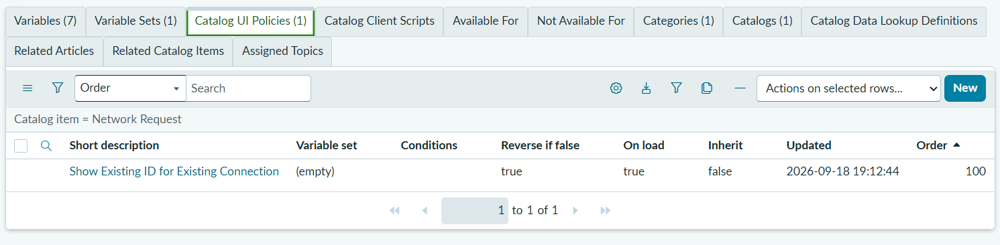 Variables (7) Variable Sets (1) Catalog UI Policies (1) Catalog Client Scripts Available For Not Available For Categories (1) Catalogs (1) Catalog Data Lookup Definitions
Related Articles Related Catalog Items Assigned Topics
Order Search Actions on selected rows... New
Catalog item = Network Request
Short description Variable set Conditions Reverse if false On load Inherit Updated Order
Show Existing ID for Existing Connection (empty) true true false 2026-09-18 19:12:44 100
1 to 1 of 1